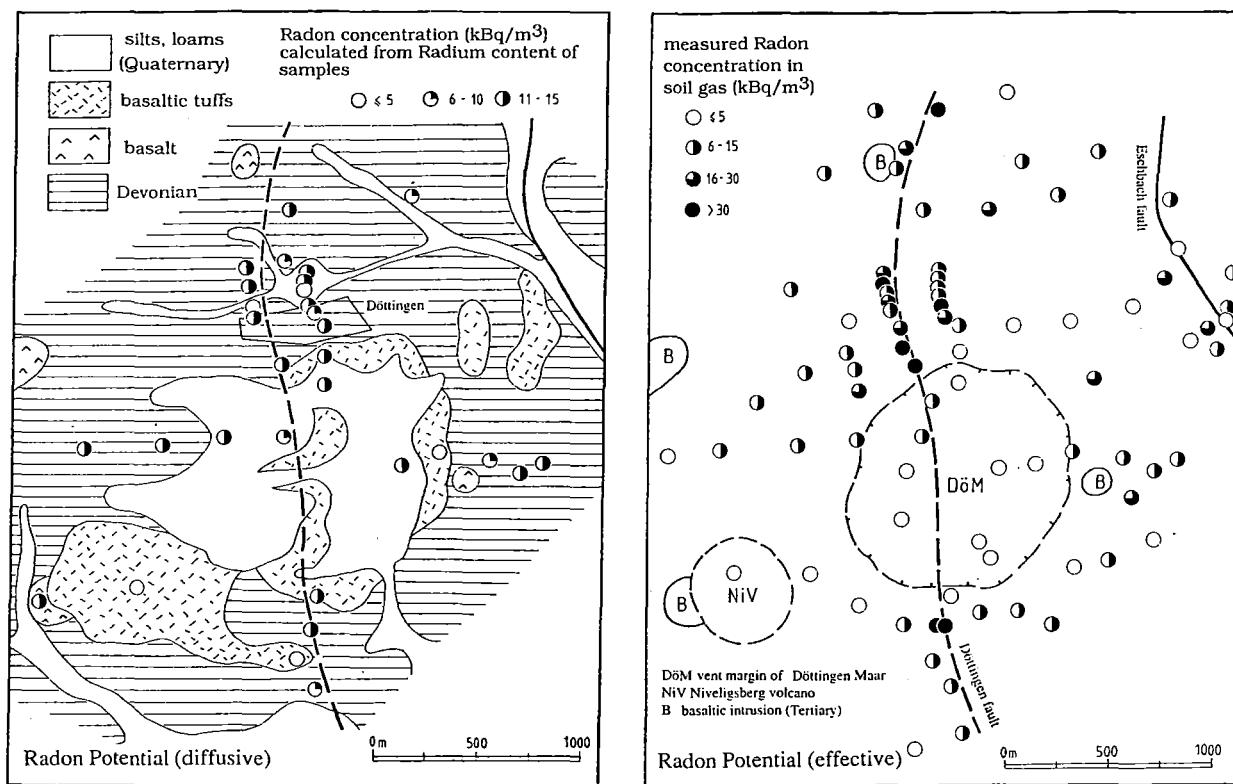 silts, loams
(Quaternary)
basaltic tuffs
basalt
Devonian
Radon concentration (kBq/m³)
calculated from Radium content of
samples
≤ 5
6 - 10
11 - 15
Döttingen
Radon Potential (diffusive)
0 m
500
1000
measured Radon
concentration in
soil gas (kBq/m³)
≤ 5
6 - 15
16 - 30
> 30
B
Eschbach fault
B
DöM
B
B
NiV
Döttingen fault
DöM vent margin of Döttingen Maar
NiV Niveligsberg volcano
B basaltic intrusion (Tertiary)
Radon Potential (effective)
0 m
500
1000